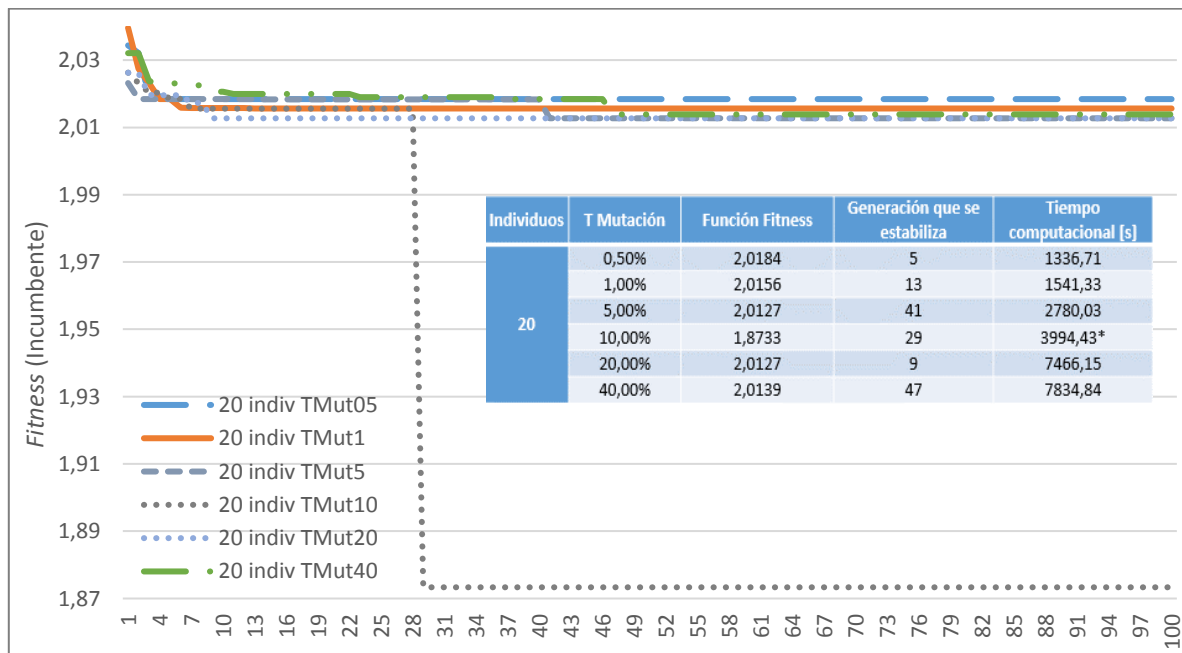 2,03
2,01
1,99
1,97
1,95
1,93
1,91
1,89
1,87
Fitness (Incumbente)
Individuos T Mutación Función Fitness Generación que se estabiliza Tiempo computacional [s]
20
0,50% 2,0184 5 1336,71
1,00% 2,0156 13 1541,33
5,00% 2,0127 41 2780,03
10,00% 1,8733 29 3994,43*
20,00% 2,0127 9 7466,15
40,00% 2,0139 47 7834,84
20 indiv TMut05
20 indiv TMut1
20 indiv TMut5
20 indiv TMut10
20 indiv TMut20
20 indiv TMut40
1 4 7 10 13 16 19 22 25 28 31 34 37 40 43 46 49 52 55 58 61 64 67 70 73 76 79 82 85 88 91 94 97 100